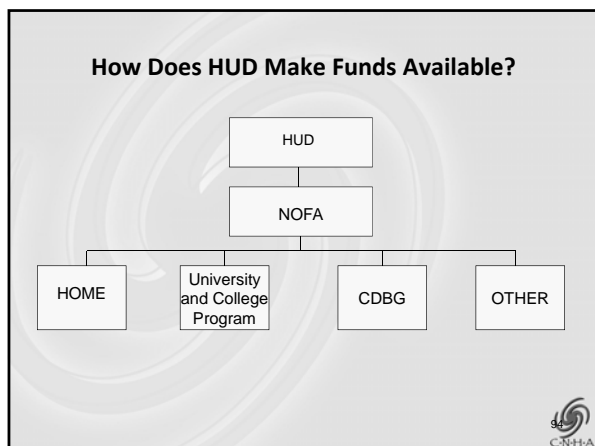 How Does HUD Make Funds Available?
HUD
NOFA
HOME
University
and College
Program
CDBG
OTHER
94
C·N·H·A